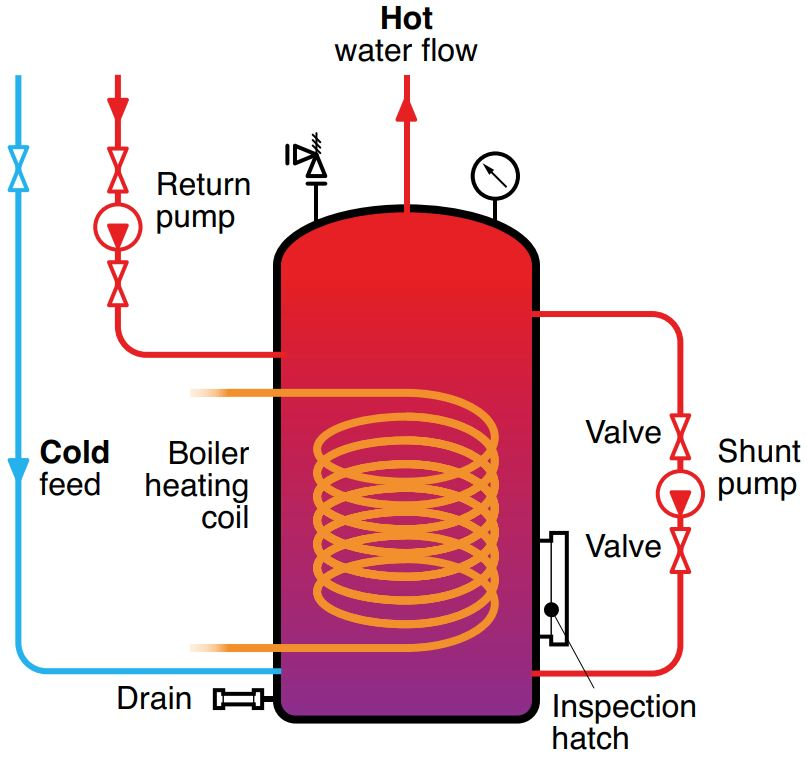 Hot
water flow
Return
pump
Cold
feed
Boiler
heating
coil
Valve
Shunt
pump
Valve
Drain
Inspection
hatch